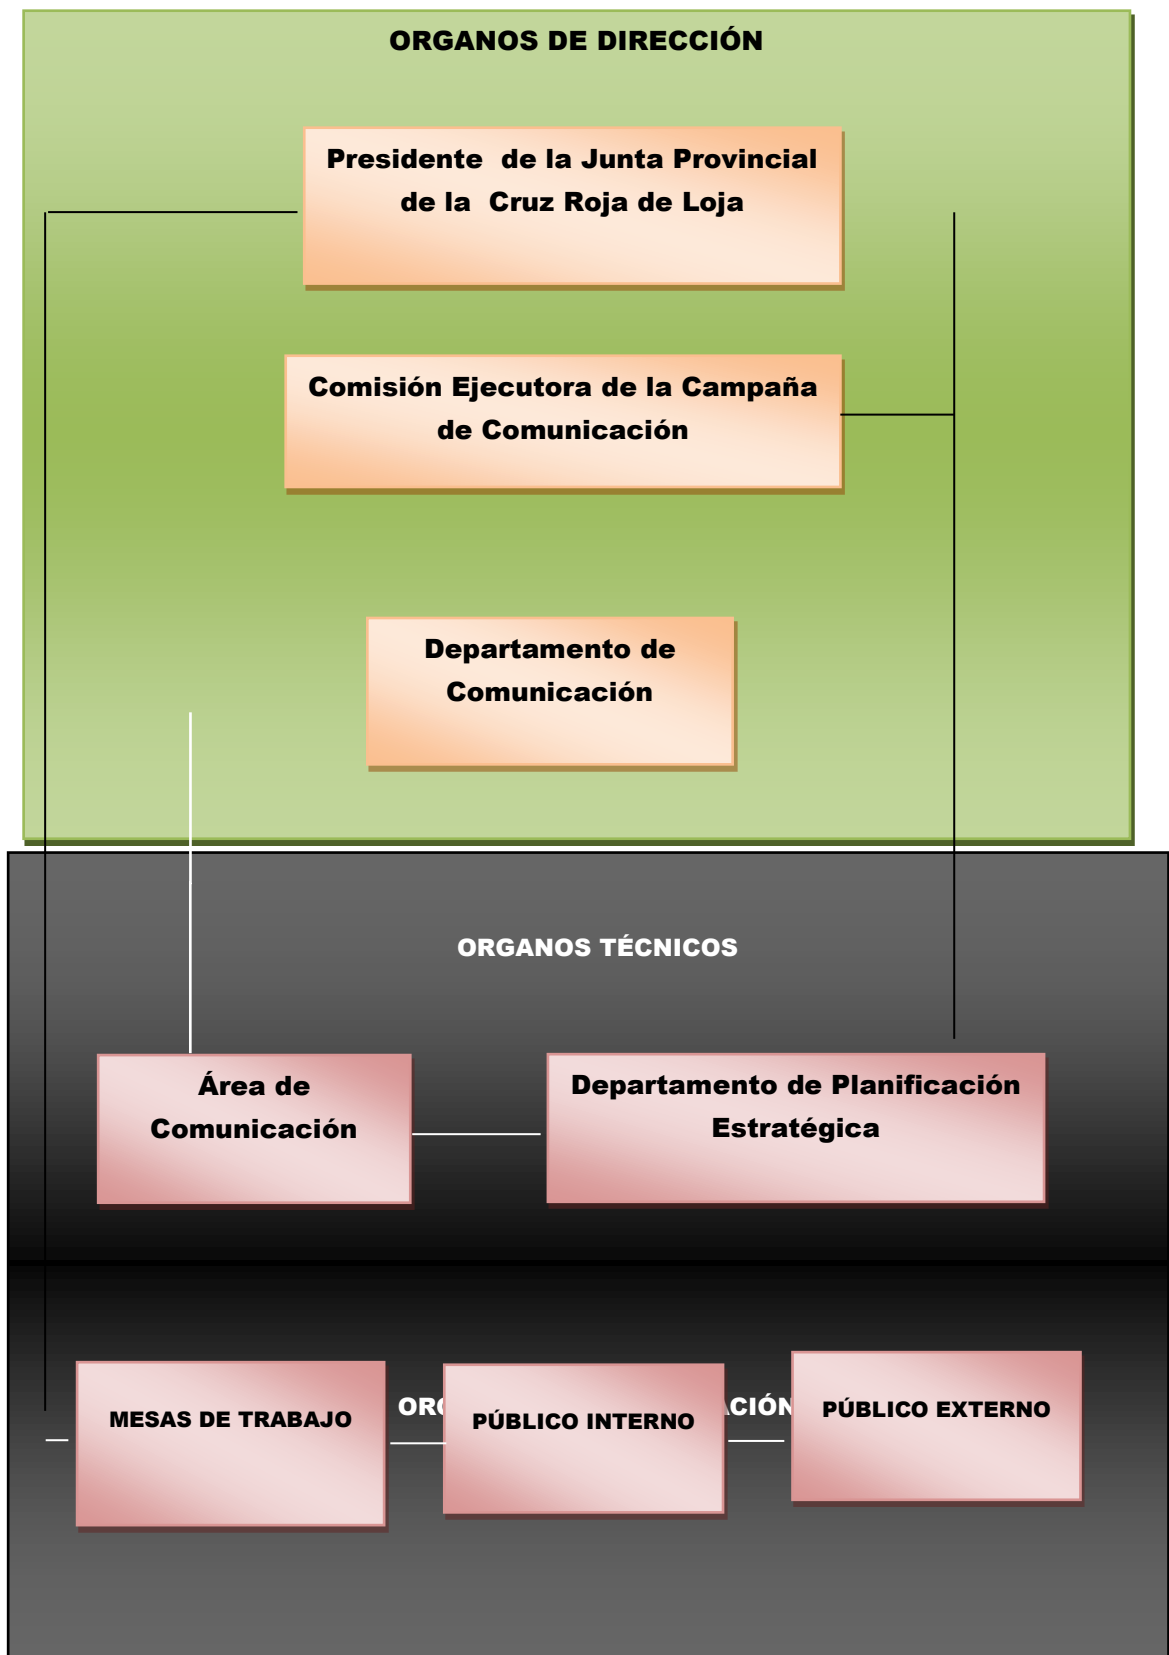 ORGANOS DE DIRECCIÓN
Presidente de la Junta Provincial
de la Cruz Roja de Loja
Comisión Ejecutora de la Campaña
de Comunicación
Departamento de
Comunicación
ORGANOS TÉCNICOS
Área de
Comunicación
Departamento de Planificación
Estratégica
MESAS DE TRABAJO
PÚBLICO INTERNO
PÚBLICO EXTERNO